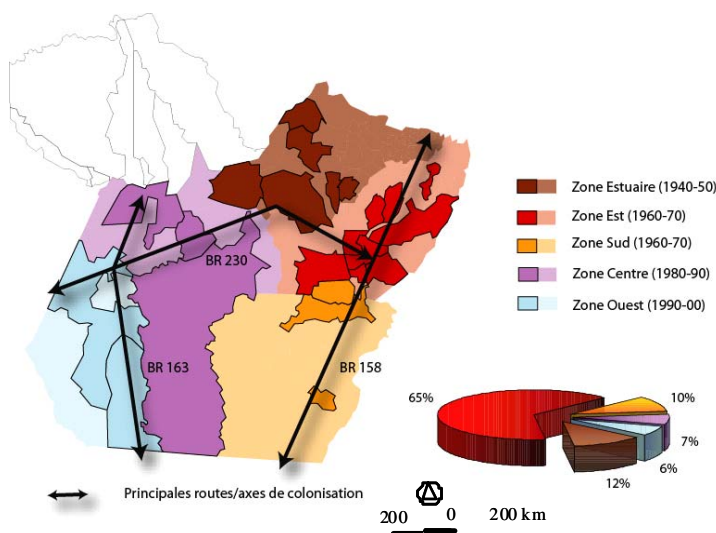 Zone Estuaire (1940-50)
Zone Est (1960-70)
Zone Sud (1960-70)
Zone Centre (1980-90)
Zone Ouest (1990-00)
BR 230
BR 163
BR 158
65%
10%
7%
6%
12%
Principales routes/axes de colonisation
200 0 200 km